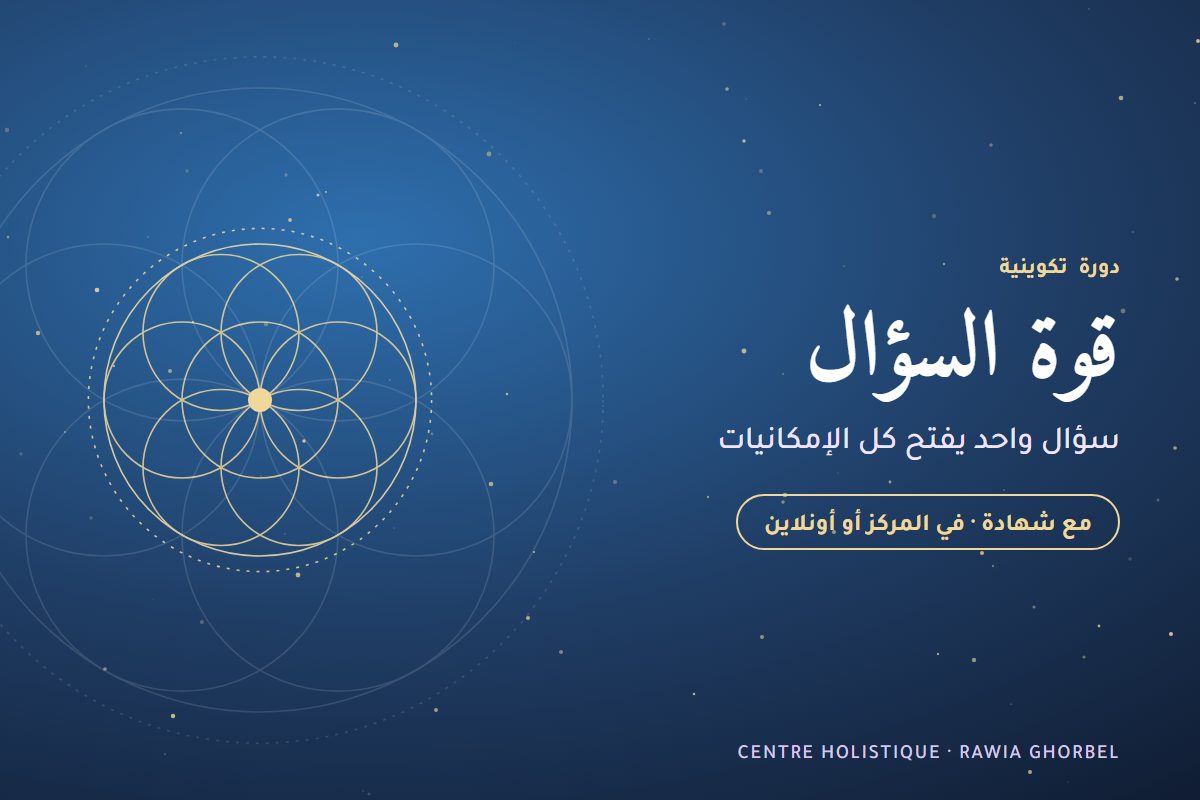 دورة تكوينية
قوة السؤال
سؤال واحد يفتح كل الإمكانيات
مع شهادة · في المركز أو أونلاين
CENTRE HOLISTIQUE · RAWIA GHORBEL